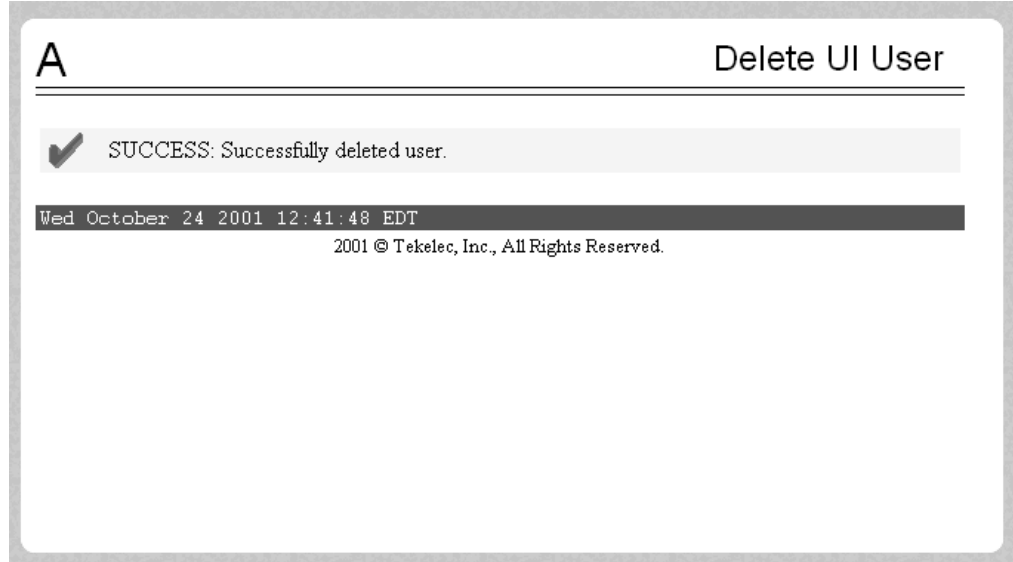 A
Delete UI User
SUCCESS: Successfully deleted user.
Wed October 24 2001 12:41:48 EDT
2001 © Tekelec, Inc., All Rights Reserved.